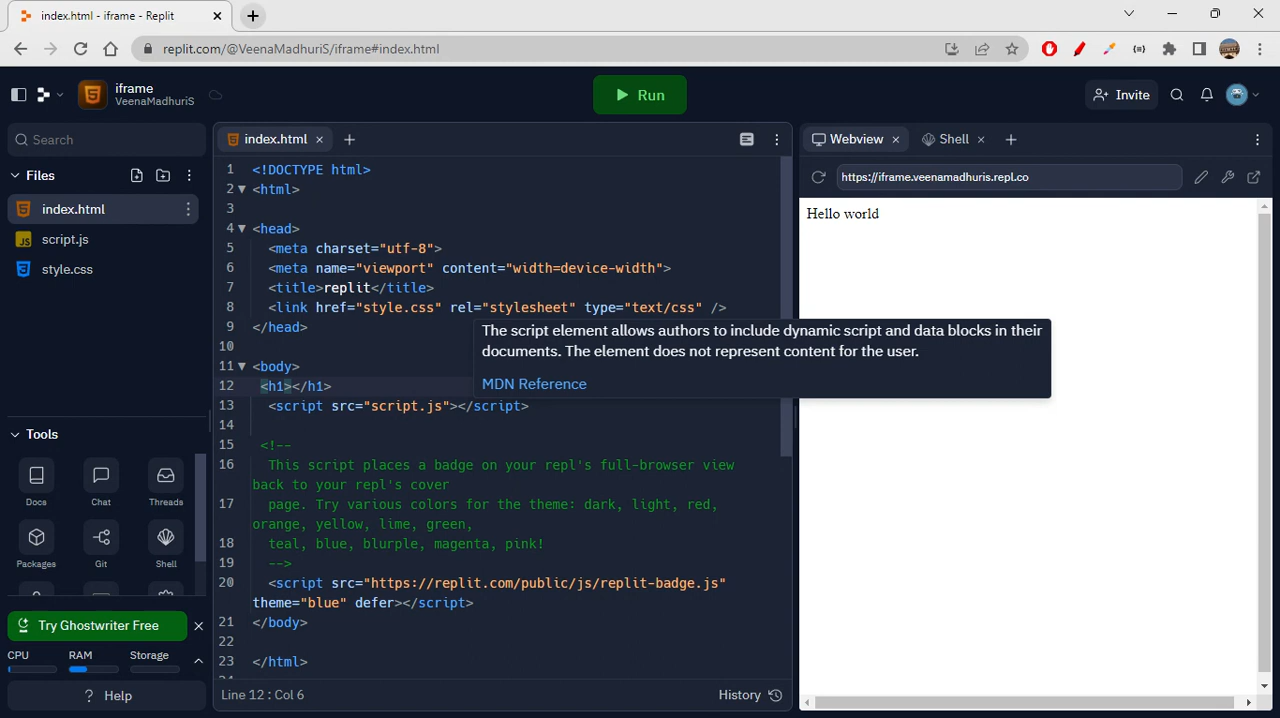 index.html - iframe - Replit
replit.com/@VeenaMadhuriS/iframe#index.html
iframe
VeenaMadhuriS
Run
Invite
Search
Files
index.html
script.js
style.css
Tools
Docs
Chat
Threads
Packages
Git
Shell
Try Ghostwriter Free
CPU
RAM
Storage
? Help
index.html
1 <!DOCTYPE html>
2 <html>
3
4 <head>
5 <meta charset="utf-8">
6 <meta name="viewport" content="width=device-width">
7 <title>replit</title>
8 <link href="style.css" rel="stylesheet" type="text/css" />
9 </head>
10
11 <body>
12 <h1></h1>
13 <script src="script.js"></script>
14
15 <!--
16 This script places a badge on your repl's full-browser view
back to your repl's cover
17 page. Try various colors for the theme: dark, light, red,
orange, yellow, lime, green,
18 teal, blue, blurple, magenta, pink!
19 -->
20 <script src="https://replit.com/public/js/replit-badge.js"
theme="blue" defer></script>
21 </body>
22
23 </html>
The script element allows authors to include dynamic script and data blocks in their
documents. The element does not represent content for the user.
MDN Reference
Line 12 : Col 6
History
Webview
Shell
https://iframe.veenamadhuris.repl.co
Hello world